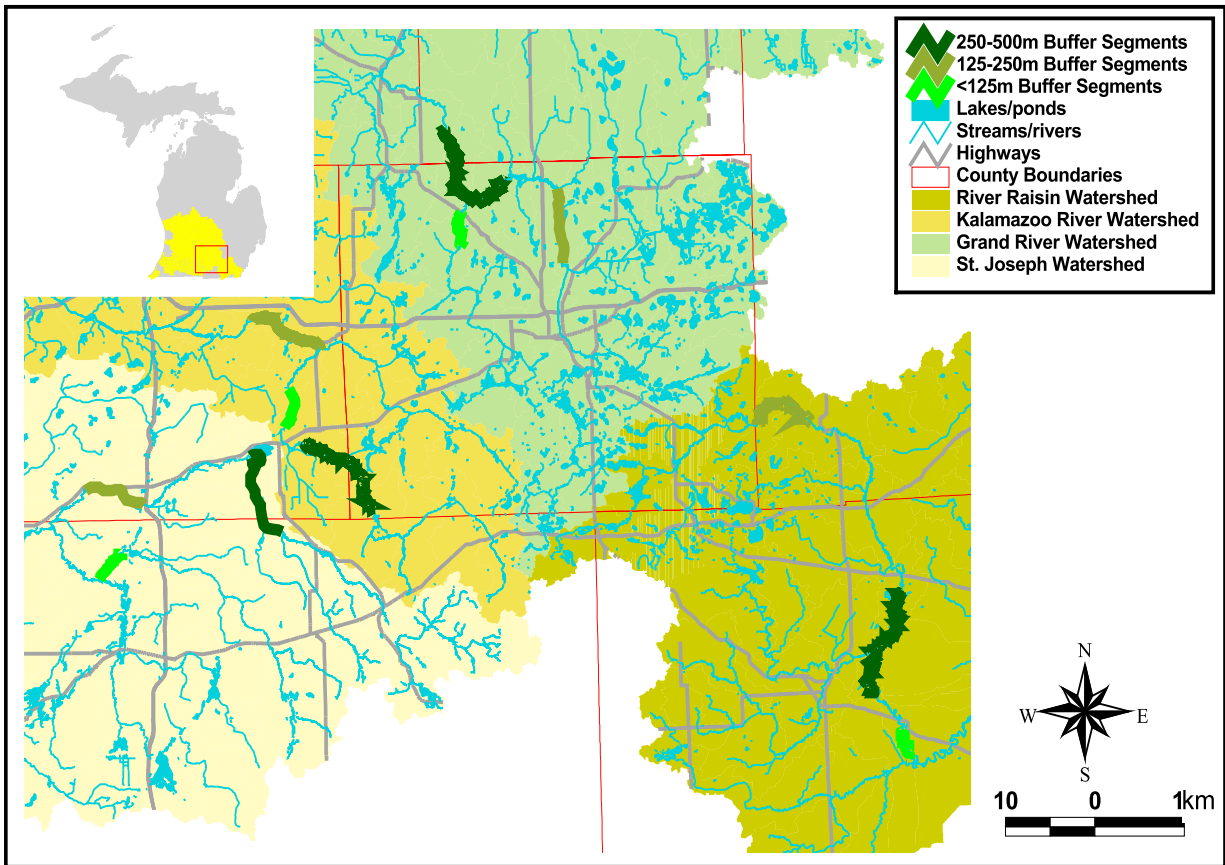 250-500m Buffer Segments
125-250m Buffer Segments
<125m Buffer Segments
Lakes/ponds
Streams/rivers
Highways
County Boundaries
River Raisin Watershed
Kalamazoo River Watershed
Grand River Watershed
St. Joseph Watershed
N
W E
S
10 0 1km